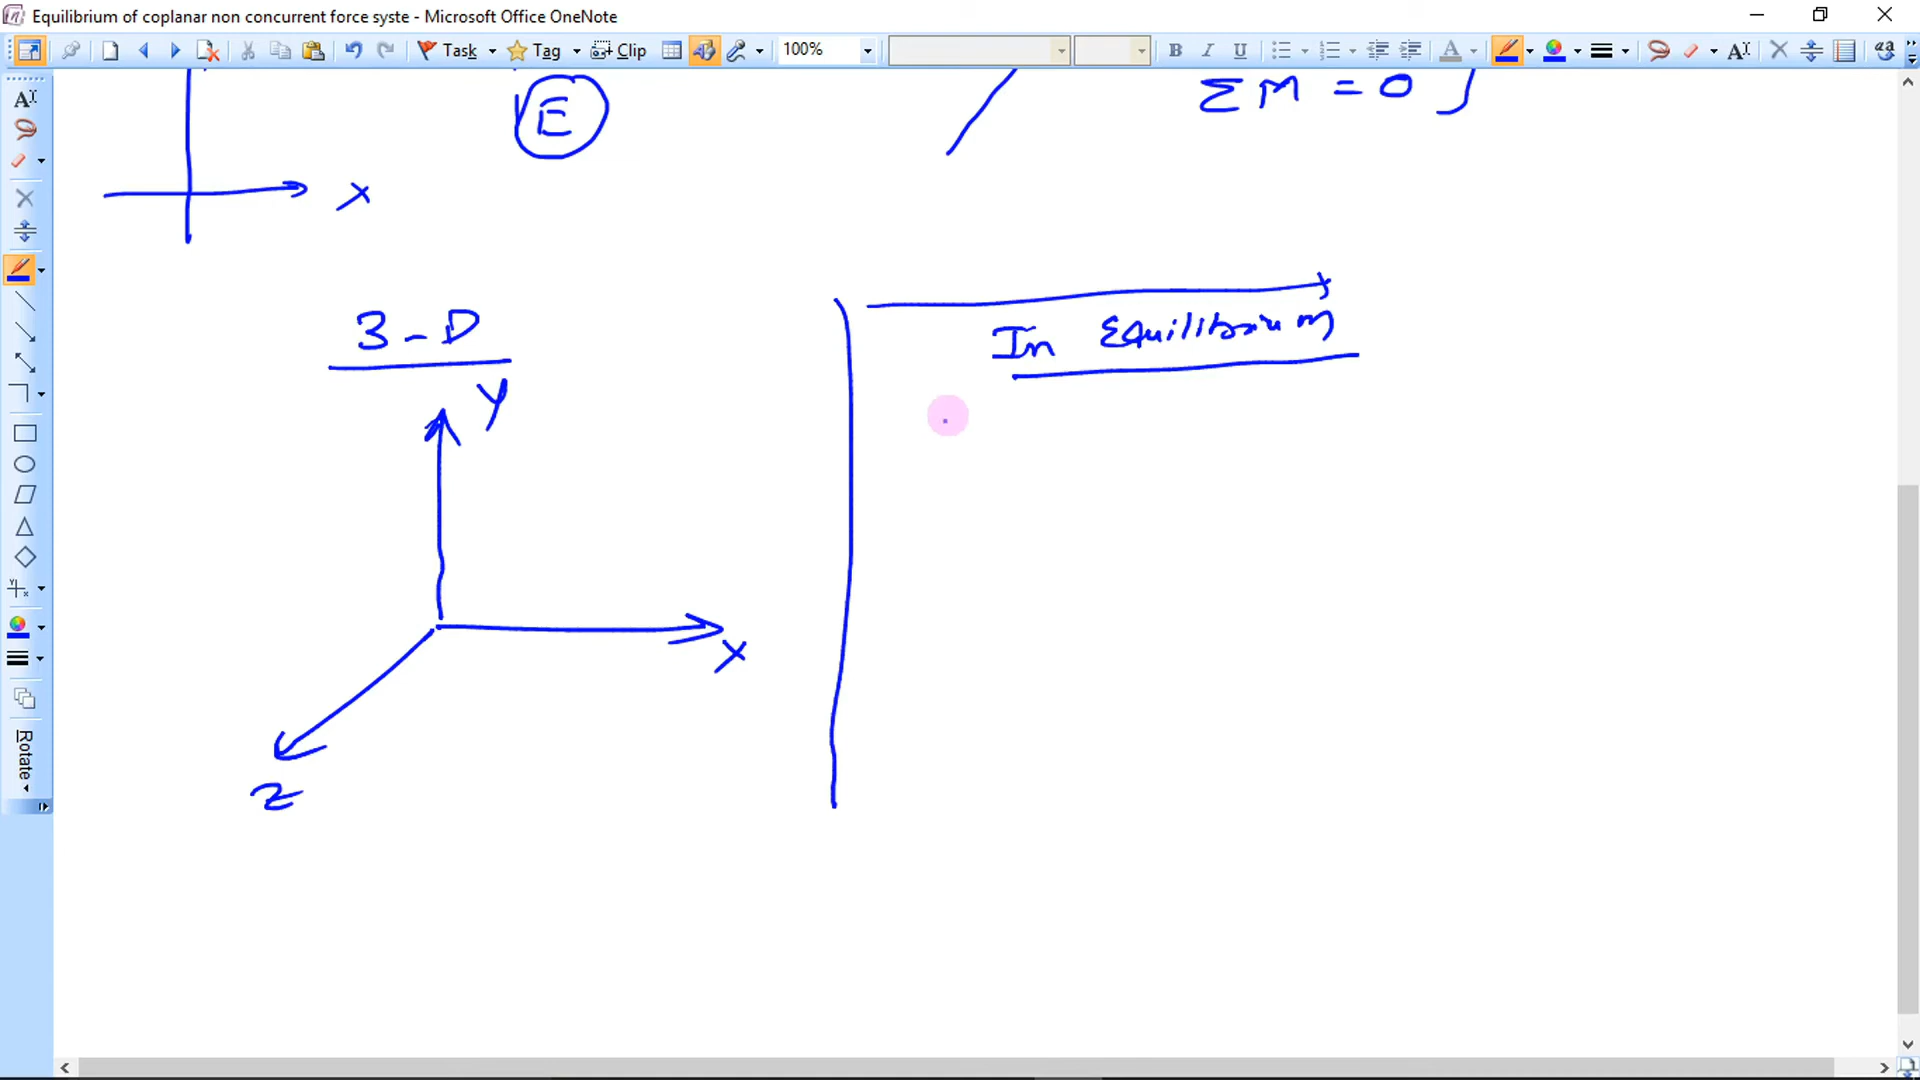 Equilibrium of coplanar non concurrent force syste - Microsoft Office OneNote
Task Tag Clip 100% B I U A
Σ M = 0
E
x
3 - D
In Equilibrium
y
x
z
Rotate